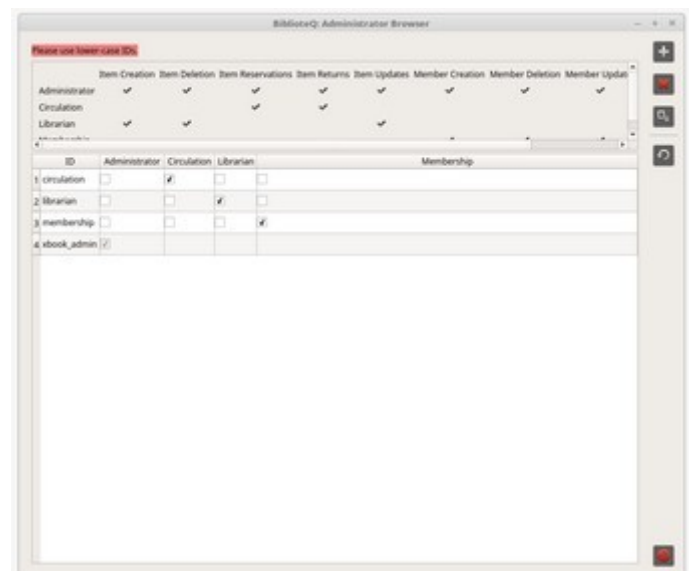 BiblioteQ: Administrator Browser
Please use lower-case IDs.
Item Creation Item Deletion Item Reservations Item Returns Item Updates Member Creation Member Deletion Member Updat
Administrator
Circulation
Librarian
ID Administrator Circulation Librarian Membership
1 circulation
2 librarian
3 membership
4 xbook_admin